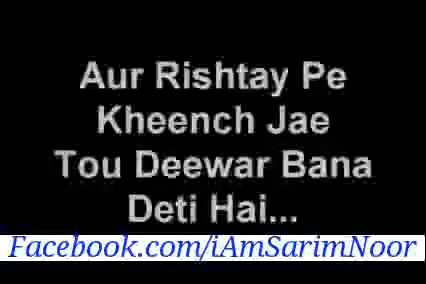 Aur Rishtay Pe
Kheench Jae
Tou Deewar Bana
Deti Hai...
Facebook.com/iAmSarimNoor